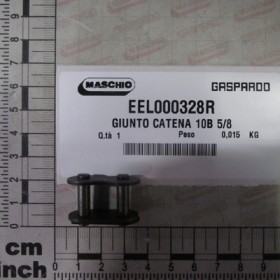 MASCHIO GASPARDO
EEL000328R
GIUNTO CATENA 10B 5/8
Q.tà 1 Peso 0,015 KG
cm
inch